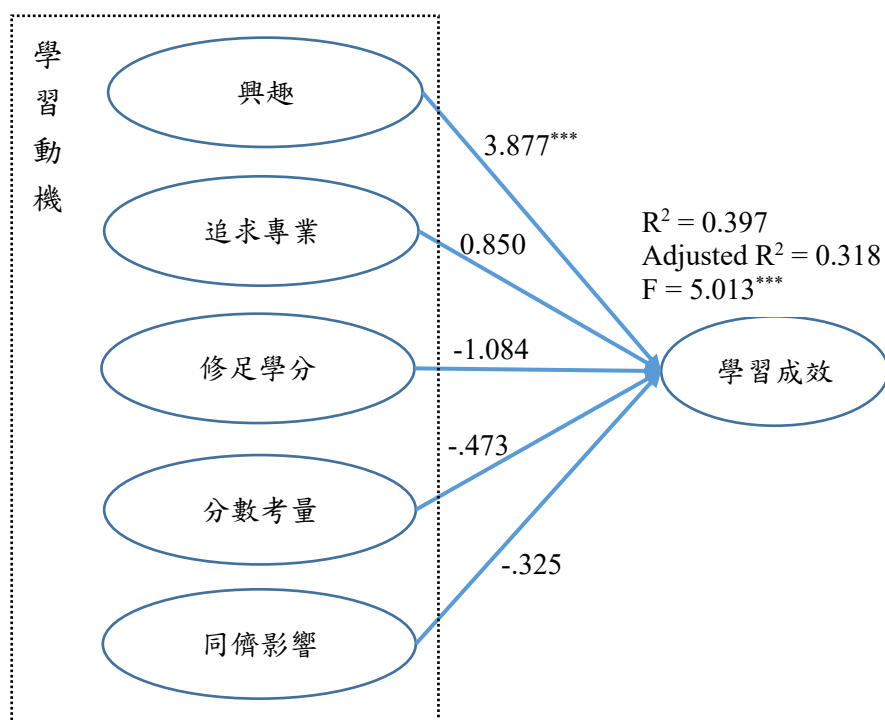 學習動機
興趣
3.877***
追求專業
0.850
R² = 0.397
Adjusted R² = 0.318
F = 5.013***
修足學分
-1.084
學習成效
分數考量
-.473
同儕影響
-.325